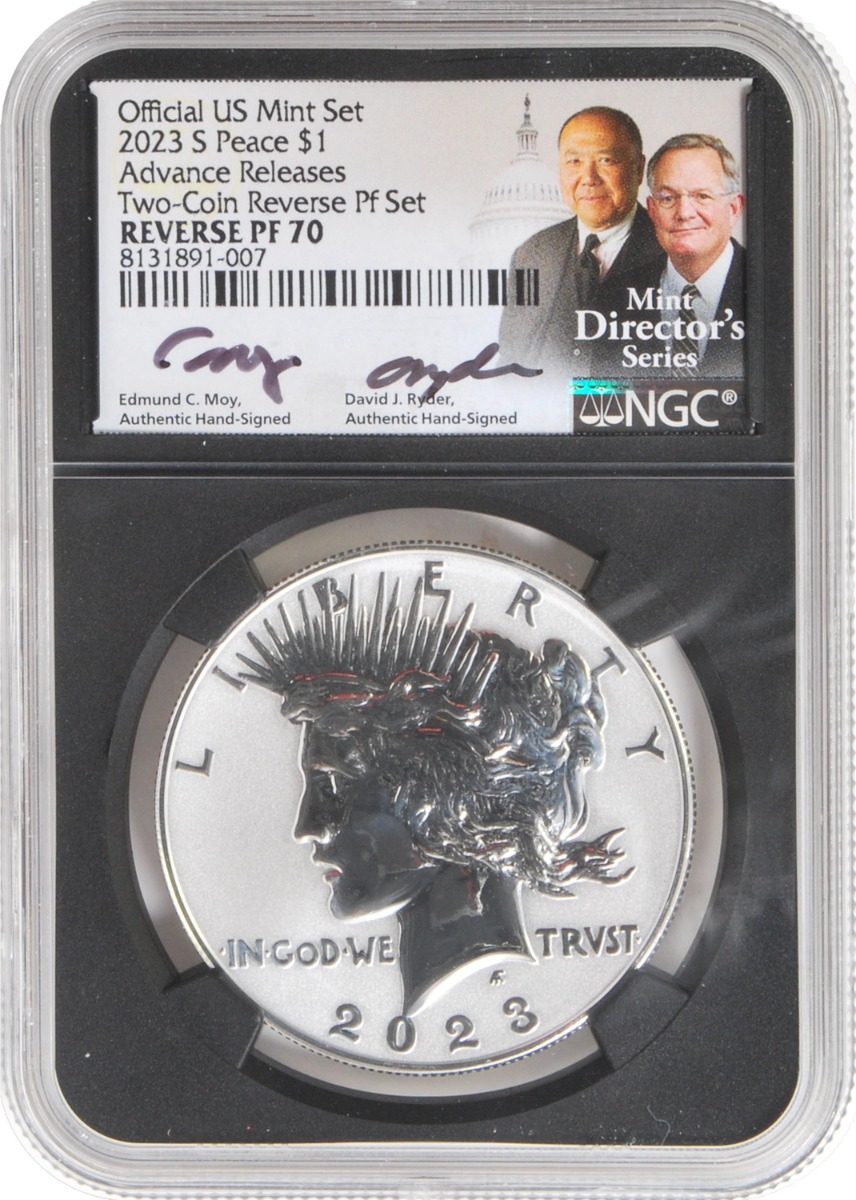 Official US Mint Set
2023 S Peace $1
Advance Releases
Two-Coin Reverse Pf Set
REVERSE PF 70
8131891-007
Mint
Director's
Series
Edmund C. Moy,
Authentic Hand-Signed
David J. Ryder,
Authentic Hand-Signed
NGC®
LIBERTY
·IN·GOD·WE TRVST·
2023